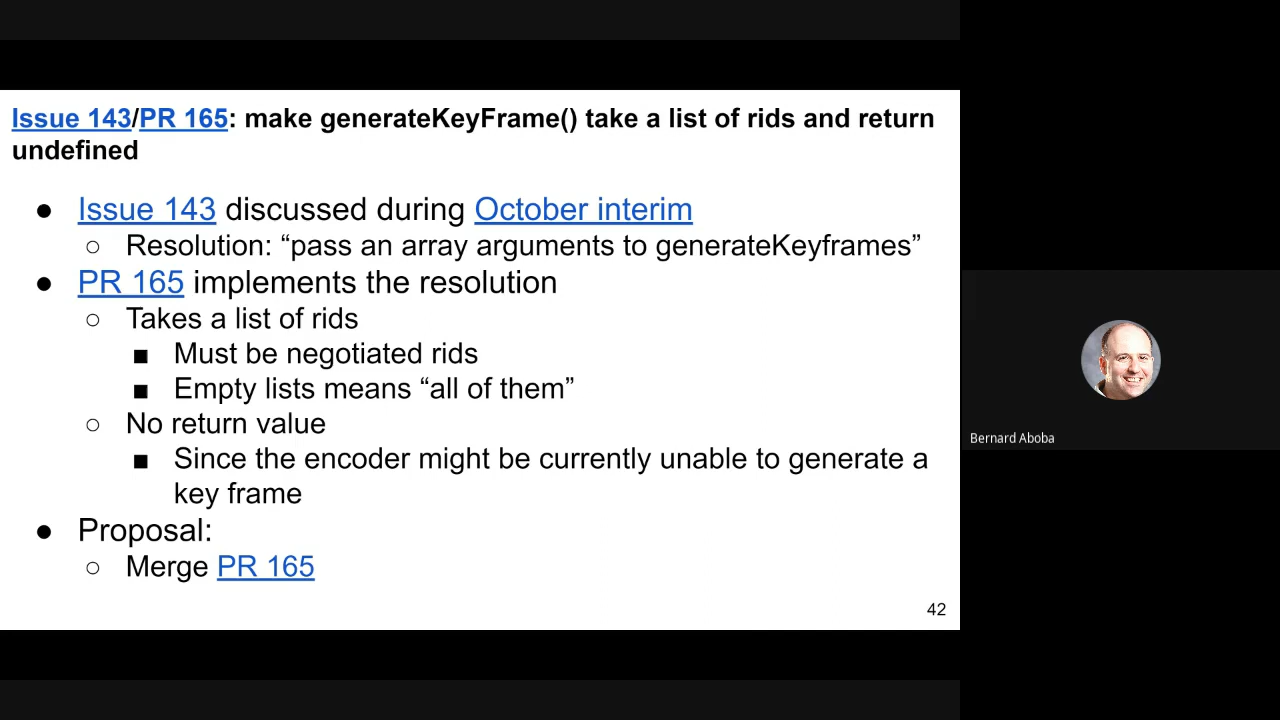 Issue 143/PR 165: make generateKeyFrame() take a list of rids and return
undefined
● Issue 143 discussed during October interim
○ Resolution: “pass an array arguments to generateKeyframes”
● PR 165 implements the resolution
○ Takes a list of rids
■ Must be negotiated rids
■ Empty lists means “all of them”
○ No return value
■ Since the encoder might be currently unable to generate a
key frame
● Proposal:
○ Merge PR 165
42
Bernard Aboba